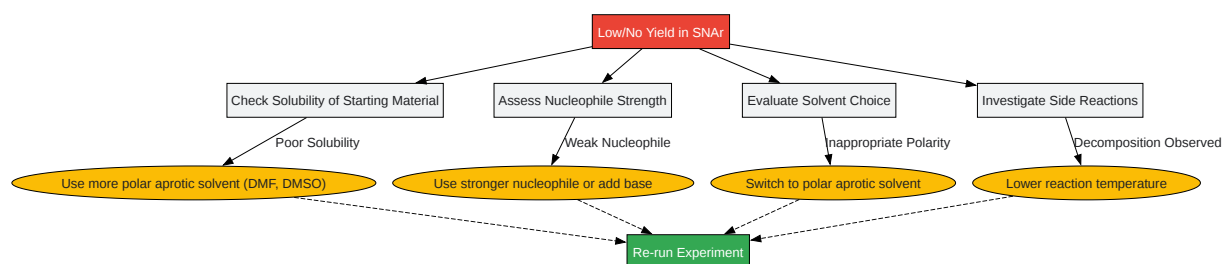 Low/No Yield in SNAr
Check Solubility of Starting Material
Assess Nucleophile Strength
Evaluate Solvent Choice
Investigate Side Reactions
Poor Solubility
Weak Nucleophile
Inappropriate Polarity
Decomposition Observed
Use more polar aprotic solvent (DMF, DMSO)
Use stronger nucleophile or add base
Switch to polar aprotic solvent
Lower reaction temperature
Re-run Experiment